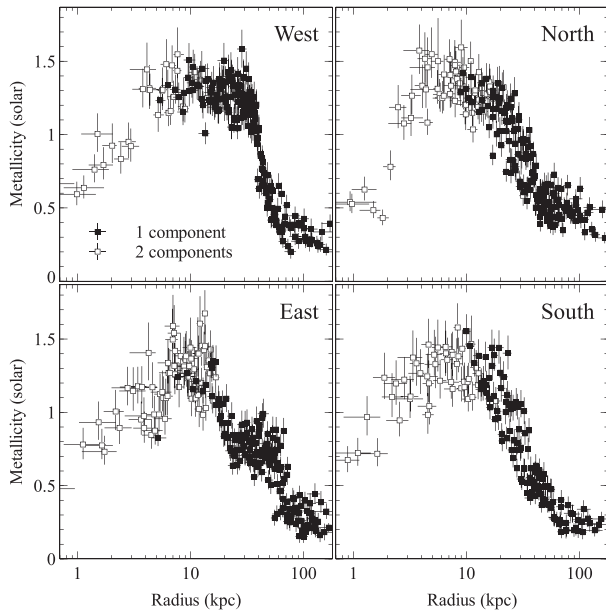 West
North
Metallicity (solar)
1.5
1
0.5
0
1 component
2 components
East
South
Metallicity (solar)
1.5
1
0.5
0
1 10 100
1 10 100
Radius (kpc)
Radius (kpc)